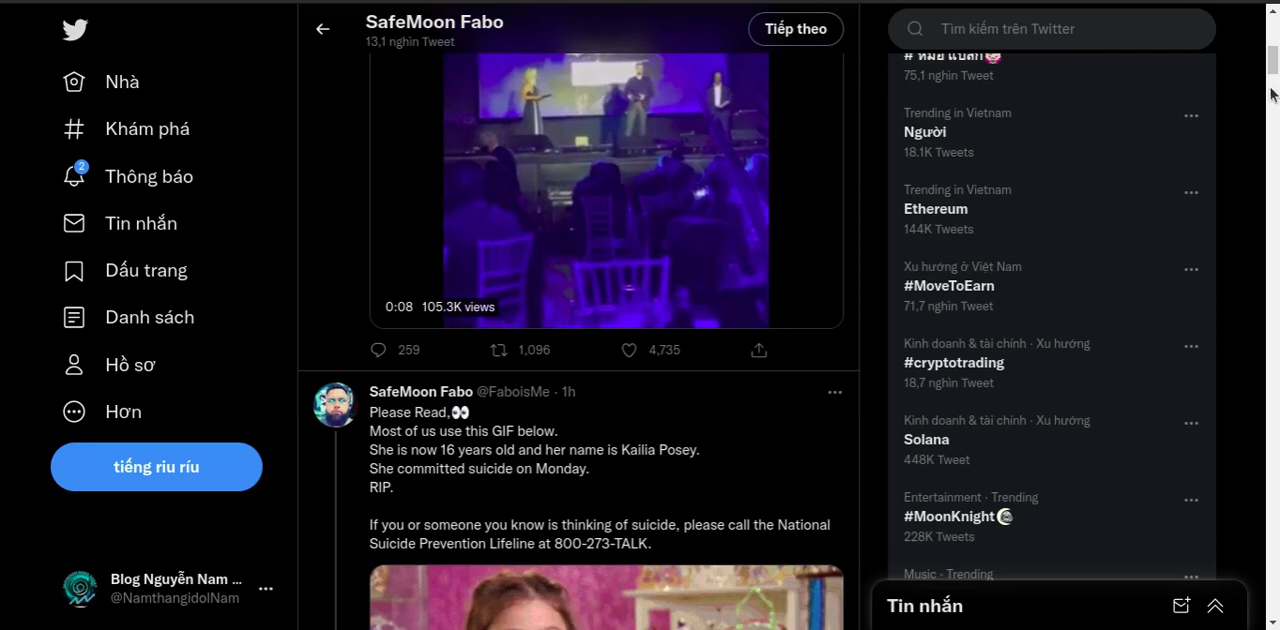 Nhà
Khám phá
2
Thông báo
Tin nhắn
Dấu trang
Danh sách
Hồ sơ
Hơn
tiếng riu ríu
Blog Nguyễn Nam ...
@NamthangidolNam
SafeMoon Fabo
13,1 nghìn Tweet
Tiếp theo
0:08 105.3K views
259 1,096 4,735
SafeMoon Fabo @FaboisMe · 1h
Please Read,👀
Most of us use this GIF below.
She is now 16 years old and her name is Kailia Posey.
She committed suicide on Monday.
RIP.
If you or someone you know is thinking of suicide, please call the National
Suicide Prevention Lifeline at 800-273-TALK.
Tìm kiếm trên Twitter
75,1 nghìn Tweet
Trending in Vietnam
Người
18.1K Tweets
Trending in Vietnam
Ethereum
144K Tweets
Xu hướng ở Việt Nam
#MoveToEarn
71,7 nghìn Tweet
Kinh doanh & tài chính · Xu hướng
#cryptotrading
18,7 nghìn Tweet
Kinh doanh & tài chính · Xu hướng
Solana
448K Tweet
Entertainment · Trending
#MoonKnight
228K Tweets
Music · Trending
Tin nhắn